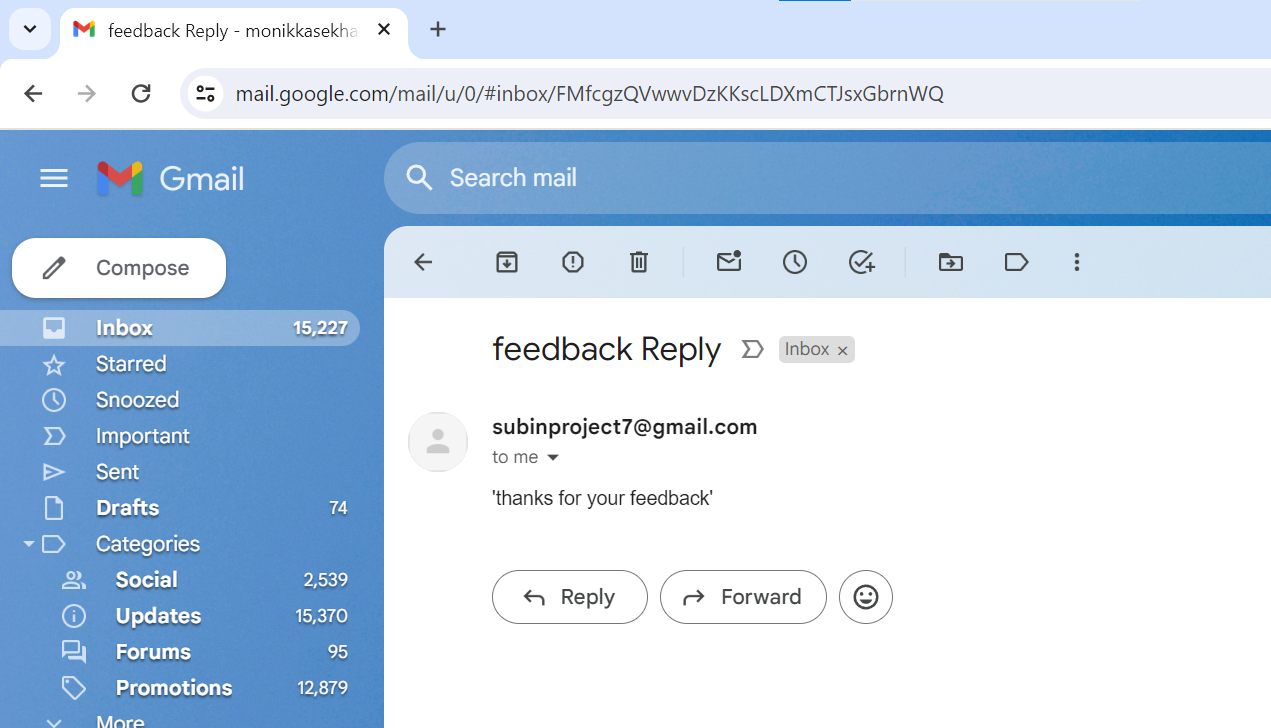 feedback Reply - monikkasekha
mail.google.com/mail/u/0/#inbox/FMfcgzQVwwvDzKKscLDXmCTJsxGbrnWQ
Gmail
Search mail
Compose
Inbox 15,227
Starred
Snoozed
Important
Sent
Drafts 74
Categories
Social 2,539
Updates 15,370
Forums 95
Promotions 12,879
More
feedback Reply Inbox x
subinproject7@gmail.com
to me
'thanks for your feedback'
Reply Forward